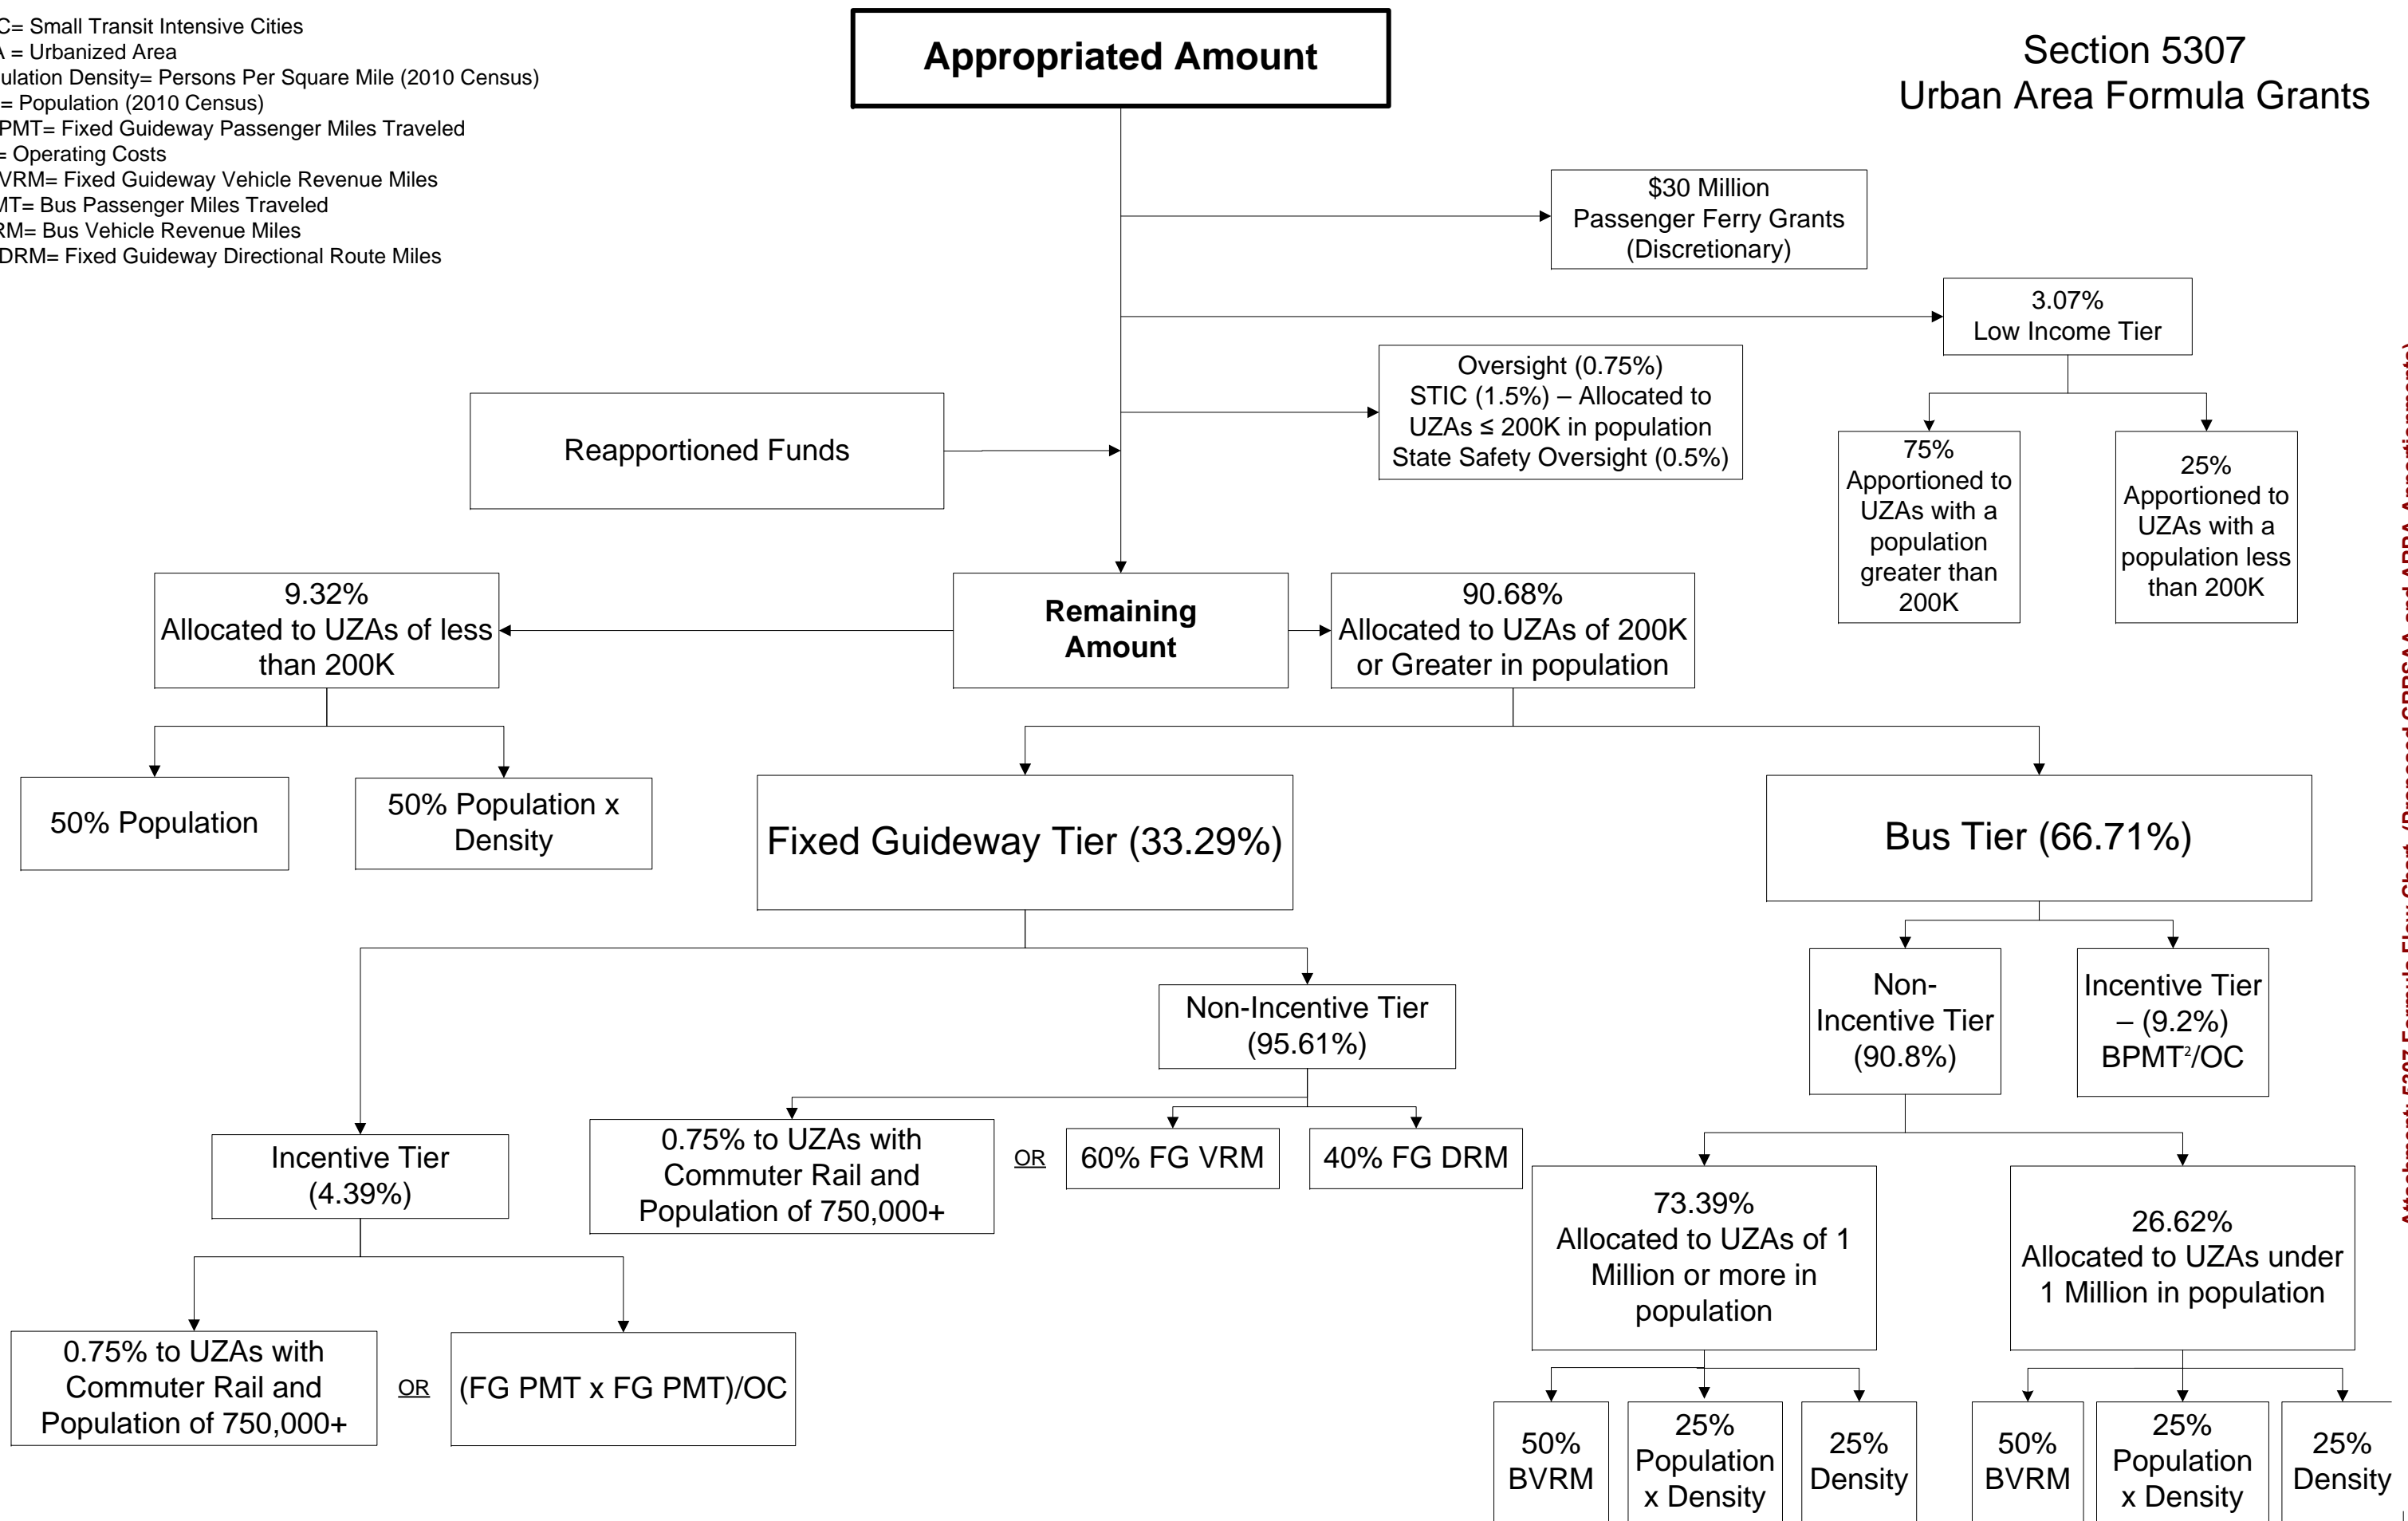 C= Small Transit Intensive Cities
A = Urbanized Area
ulation Density= Persons Per Square Mile (2010 Census)
= Population (2010 Census)
PMT= Fixed Guideway Passenger Miles Traveled
= Operating Costs
VRM= Fixed Guideway Vehicle Revenue Miles
MT= Bus Passenger Miles Traveled
RM= Bus Vehicle Revenue Miles
DRM= Fixed Guideway Directional Route Miles
Appropriated Amount
Section 5307
Urban Area Formula Grants
$30 Million
Passenger Ferry Grants
(Discretionary)
3.07%
Low Income Tier
Oversight (0.75%)
STIC (1.5%) – Allocated to
UZAs ≤ 200K in population
State Safety Oversight (0.5%)
Reapportioned Funds
75%
Apportioned to
UZAs with a
population
greater than
200K
25%
Apportioned to
UZAs with a
population less
than 200K
9.32%
Allocated to UZAs of less
than 200K
Remaining
Amount
90.68%
Allocated to UZAs of 200K
or Greater in population
50% Population
50% Population x
Density
Fixed Guideway Tier (33.29%)
Bus Tier (66.71%)
Non-Incentive Tier
(95.61%)
Non-
Incentive Tier
(90.8%)
Incentive Tier
– (9.2%)
BPMT²/OC
Incentive Tier
(4.39%)
0.75% to UZAs with
Commuter Rail and
Population of 750,000+
OR
60% FG VRM
40% FG DRM
73.39%
Allocated to UZAs of 1
Million or more in
population
26.62%
Allocated to UZAs under
1 Million in population
0.75% to UZAs with
Commuter Rail and
Population of 750,000+
OR
(FG PMT x FG PMT)/OC
50%
BVRM
25%
Population
x Density
25%
Density
50%
BVRM
25%
Population
x Density
25%
Density